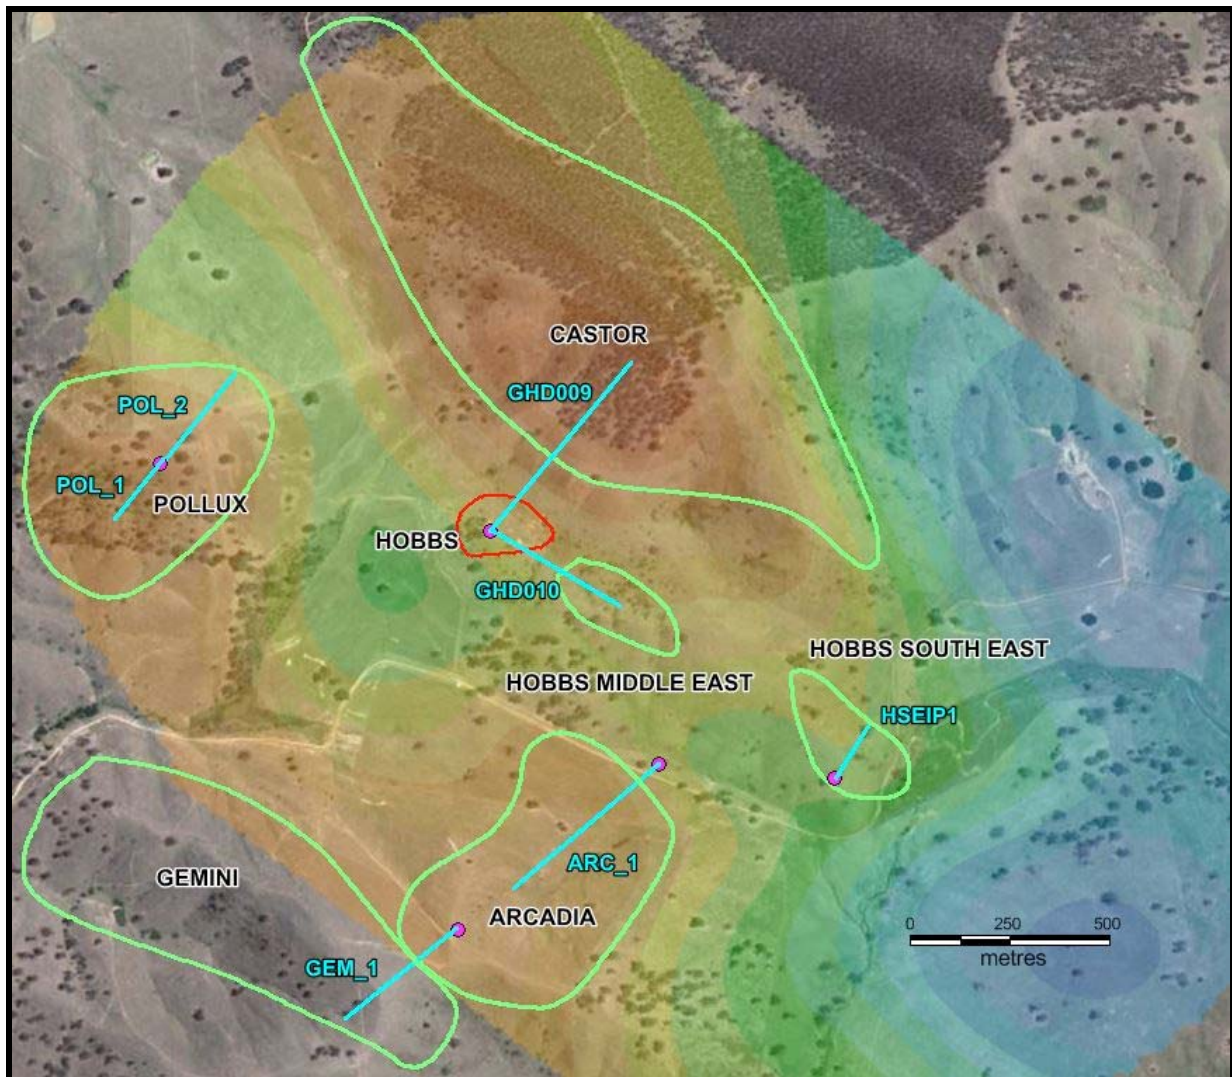 CASTOR
GHD009
POL_2
POL_1
POLLUX
HOBBS
GHD010
HOBBS SOUTH EAST
HOBBS MIDDLE EAST
HSEIP1
ARC_1
GEMINI
ARCADIA
GEM_1
0 250 500
metres